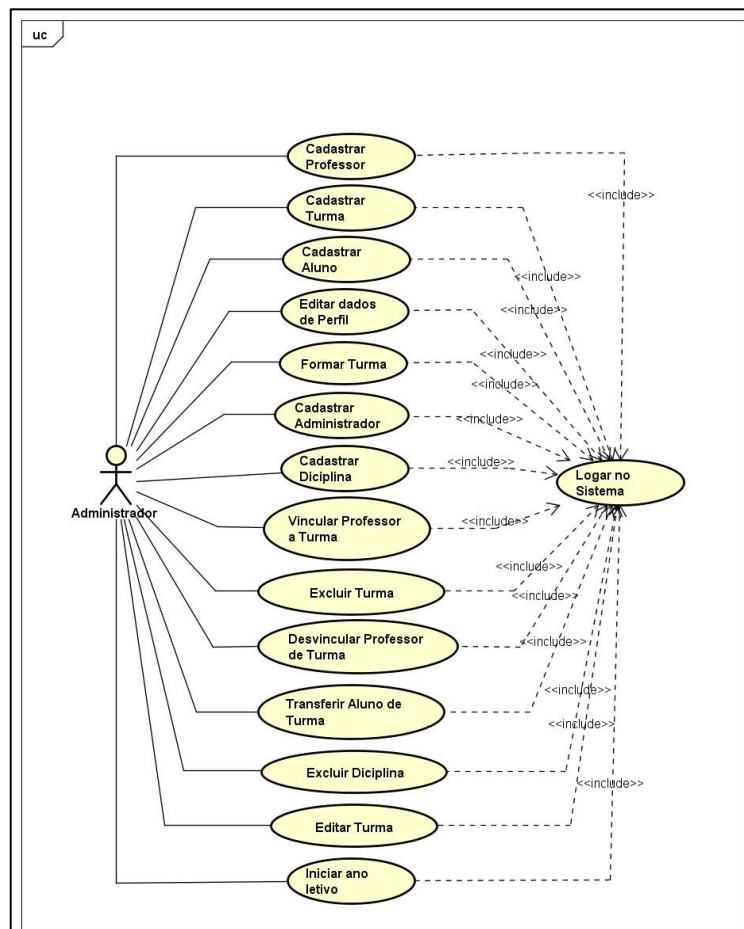 uc
Cadastrar
Professor
<<include>>
Cadastrar
Turma
<<include>>
Cadastrar
Aluno
<<include>>
Editar dados
de Perfil
<<include>>
Formar Turma
<<include>>
Cadastrar
Administrador
<<include>>
Cadastrar
Diciplina
<<include>>
Logar no
Sistema
Administrador
Vincular Professor
a Turma
<<include>>
Excluir Turma
<<include>>
Desvincular Professor
de Turma
<<include>>
Transferir Aluno de
Turma
<<include>>
Excluir Diciplina
<<include>>
Editar Turma
<<include>>
Iniciar ano
letivo